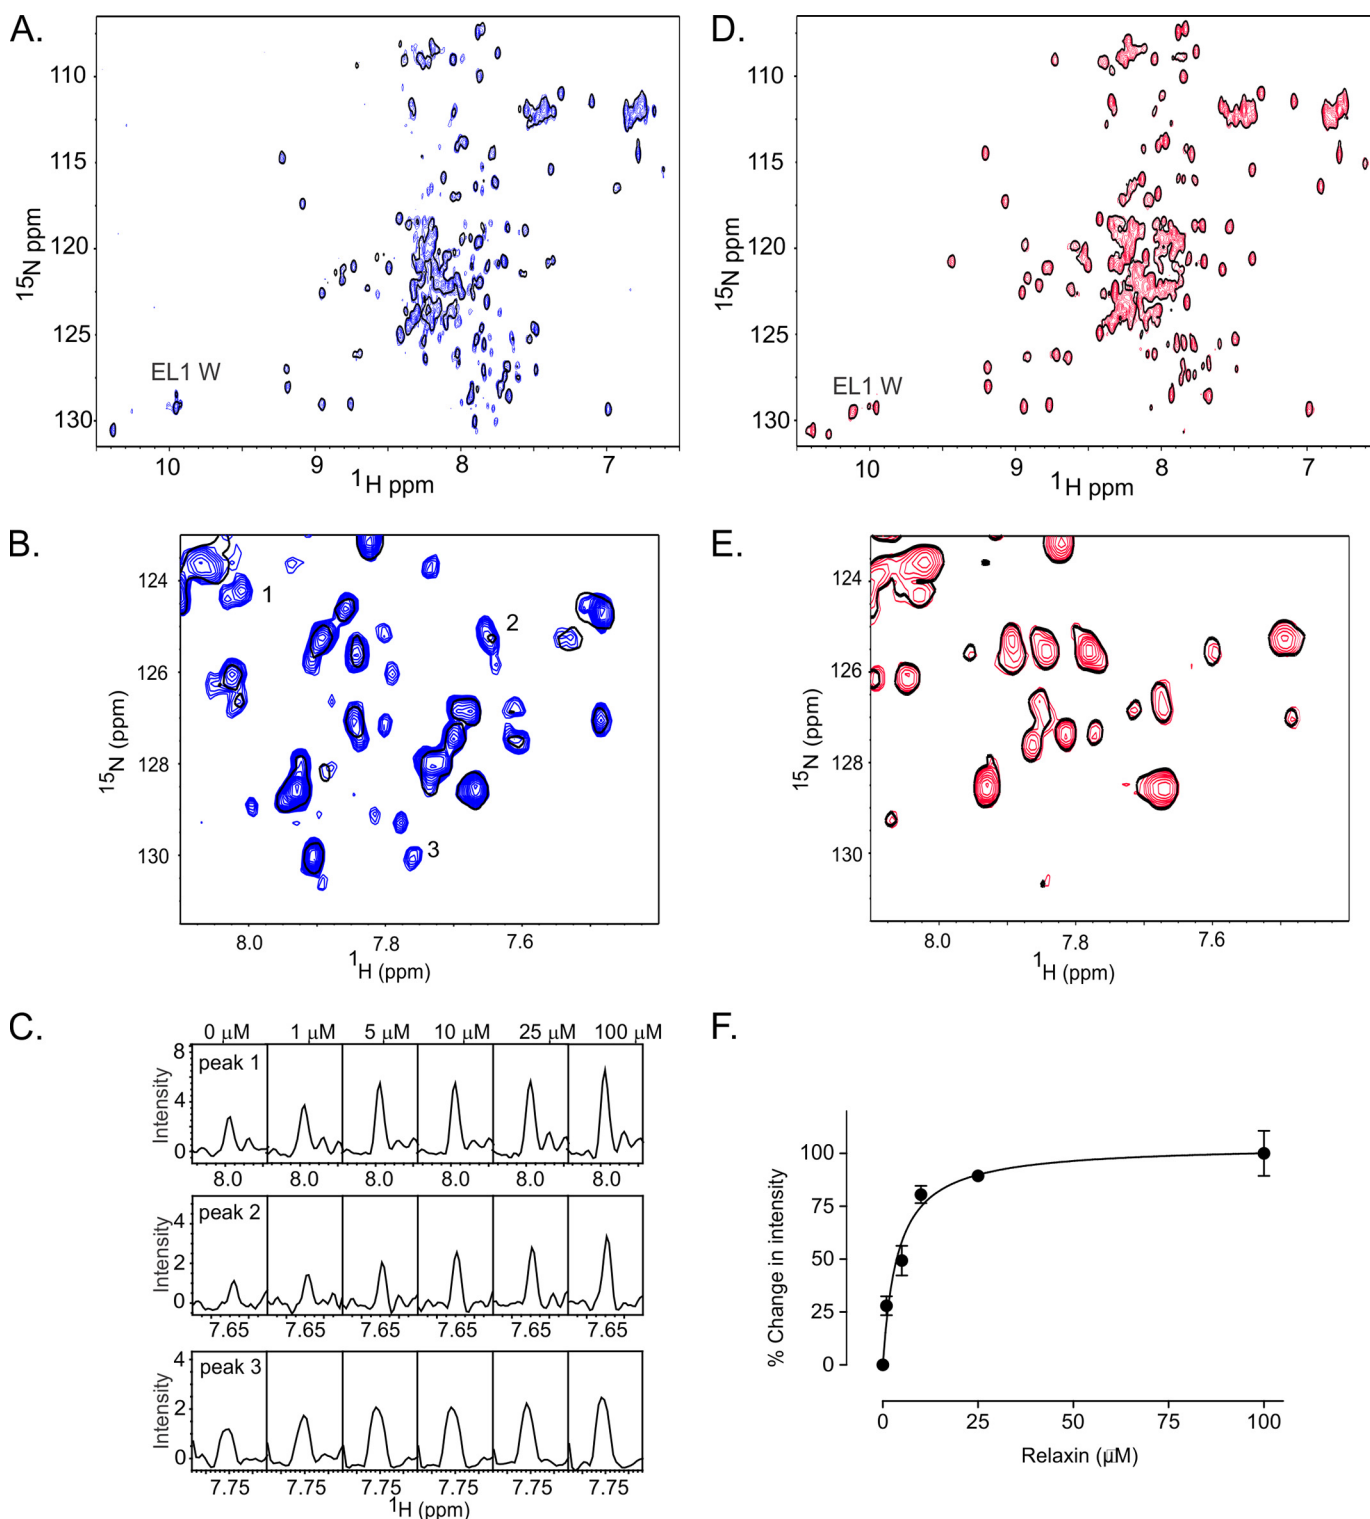 A.
110
115
120
125
130
15N ppm
EL1 W
10 9 8 7
1H ppm
D.
110
115
120
125
130
15N ppm
EL1 W
10 9 8 7
1H ppm
B.
124
126
128
130
15N (ppm)
1
2
3
8.0 7.8 7.6
1H (ppm)
E.
124
126
128
130
15N (ppm)
8.0 7.8 7.6
1H (ppm)
C.
0 µM 1 µM 5 µM 10 µM 25 µM 100 µM
peak 1
8
4
0
Intensity
8.0 8.0 8.0 8.0 8.0 8.0
peak 2
4
2
0
Intensity
7.65 7.65 7.65 7.65 7.65 7.65
peak 3
4
2
0
Intensity
7.75 7.75 7.75 7.75 7.75 7.75
1H (ppm)
F.
100
75
50
25
0
% Change in intensity
0 25 50 75 100
Relaxin (µM)